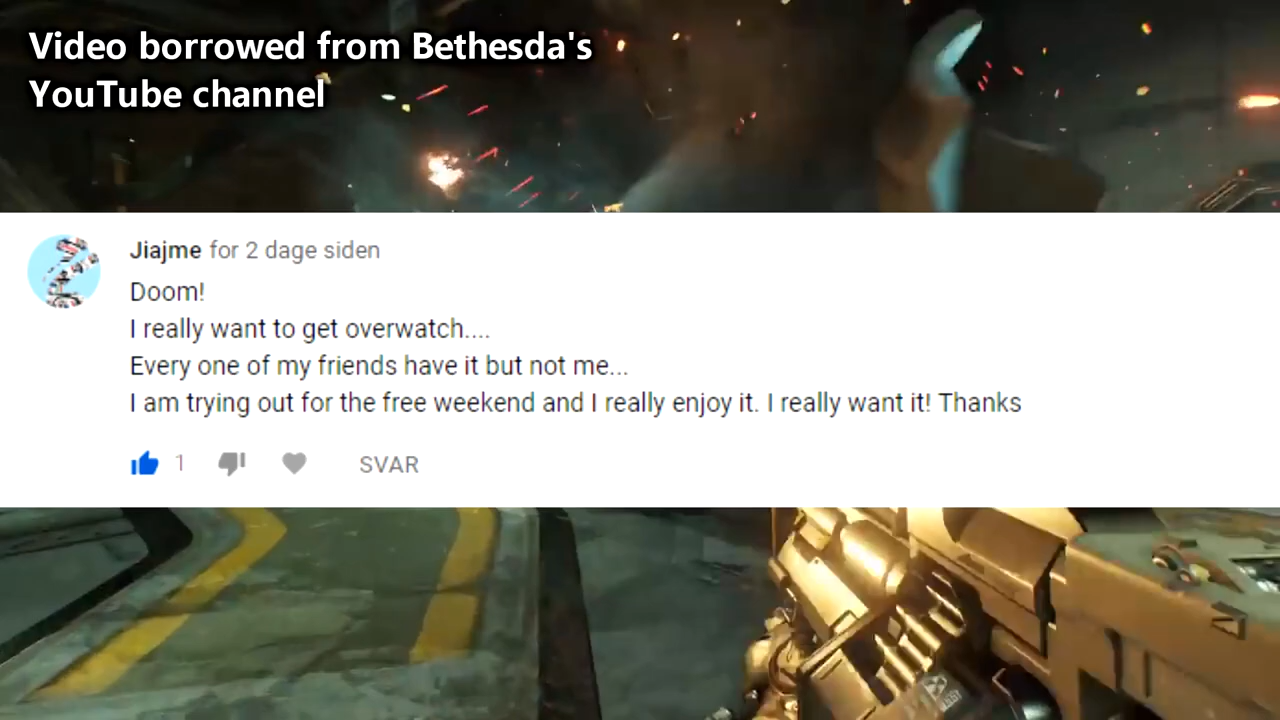 Video borrowed from Bethesda's
YouTube channel
Jiajme for 2 dage siden
Doom!
I really want to get overwatch....
Every one of my friends have it but not me...
I am trying out for the free weekend and I really enjoy it. I really want it! Thanks
1
SVAR